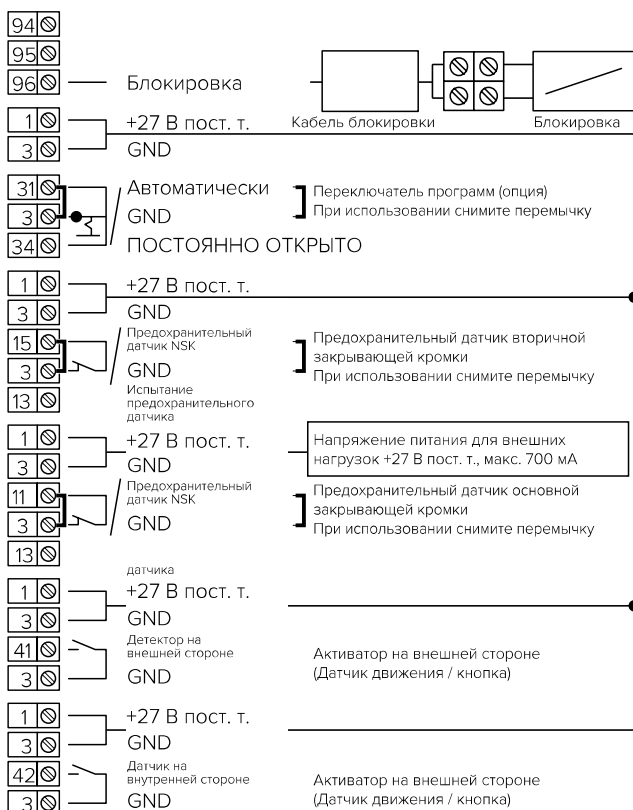 94
95
96 Блокировка
Кабель блокировки Блокировка
1 +27 В пост. т.
3 GND
31 Автоматически Переключатель программ (опция)
3 GND При использовании снимите перемычку
34 ПОСТОЯННО ОТКРЫТО
1 +27 В пост. т.
3 GND
Предохранительный
15 датчик NSK Предохранительный датчик вторичной
закрывающей кромки
3 GND При использовании снимите перемычку
Испытание
13 предохранительного
датчика
1 +27 В пост. т. Напряжение питания для внешних
3 GND нагрузок +27 В пост. т., макс. 700 мА
Предохранительный
11 датчик NSK Предохранительный датчик основной
закрывающей кромки
3 GND При использовании снимите перемычку
13
датчика
1 +27 В пост. т.
3 GND
Детектор на
41 внешней стороне Активатор на внешней стороне
3 GND (Датчик движения / кнопка)
1 +27 В пост. т.
3 GND
Датчик на
42 внутренней стороне Активатор на внешней стороне
3 GND (Датчик движения / кнопка)